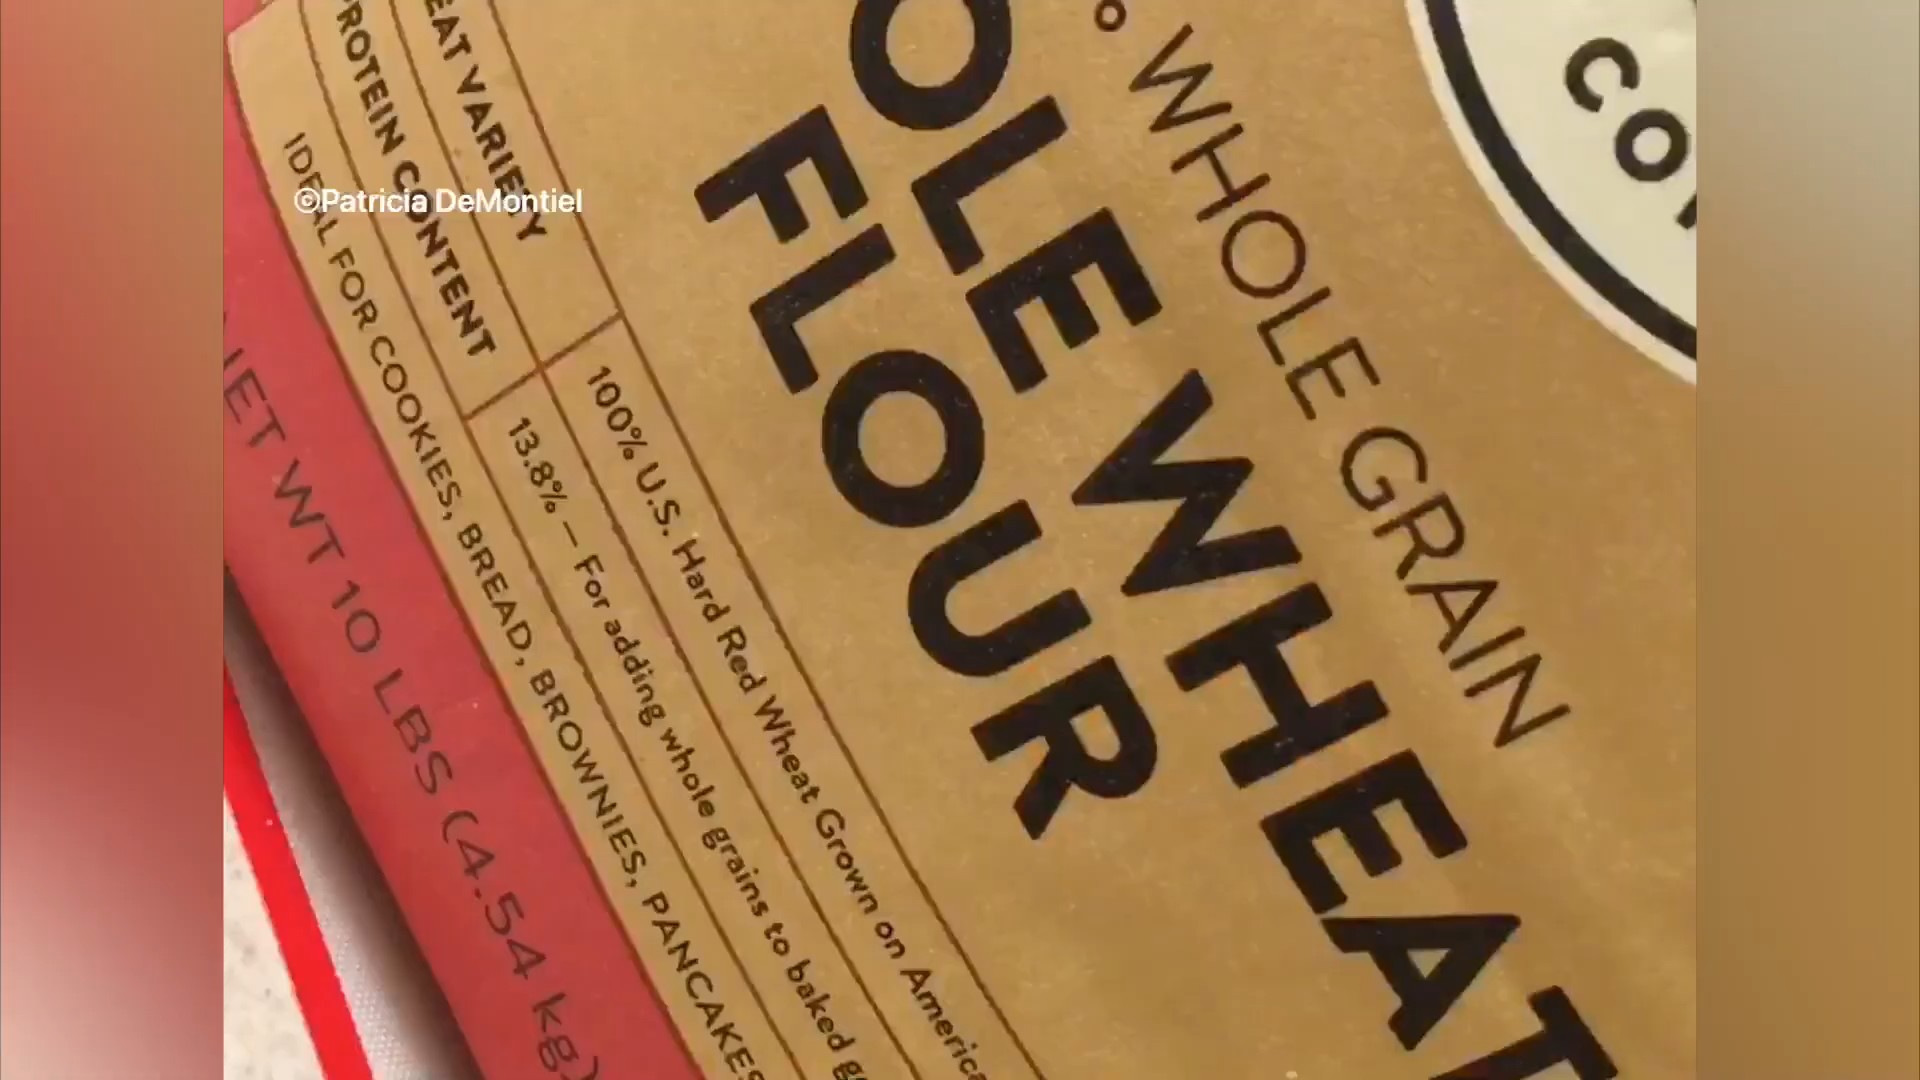 CO
WHOLE GRAIN
OLE WHEAT
FLOUR
EAT VARIETY
100% U.S. Hard Red Wheat Grown on America
PROTEIN CONTENT
13.8% – For adding whole grains to baked go
IDEAL FOR COOKIES, BREAD, BROWNIES, PANCAKES
NET WT 10 LBS (4.54 kg)
©Patricia DeMontiel